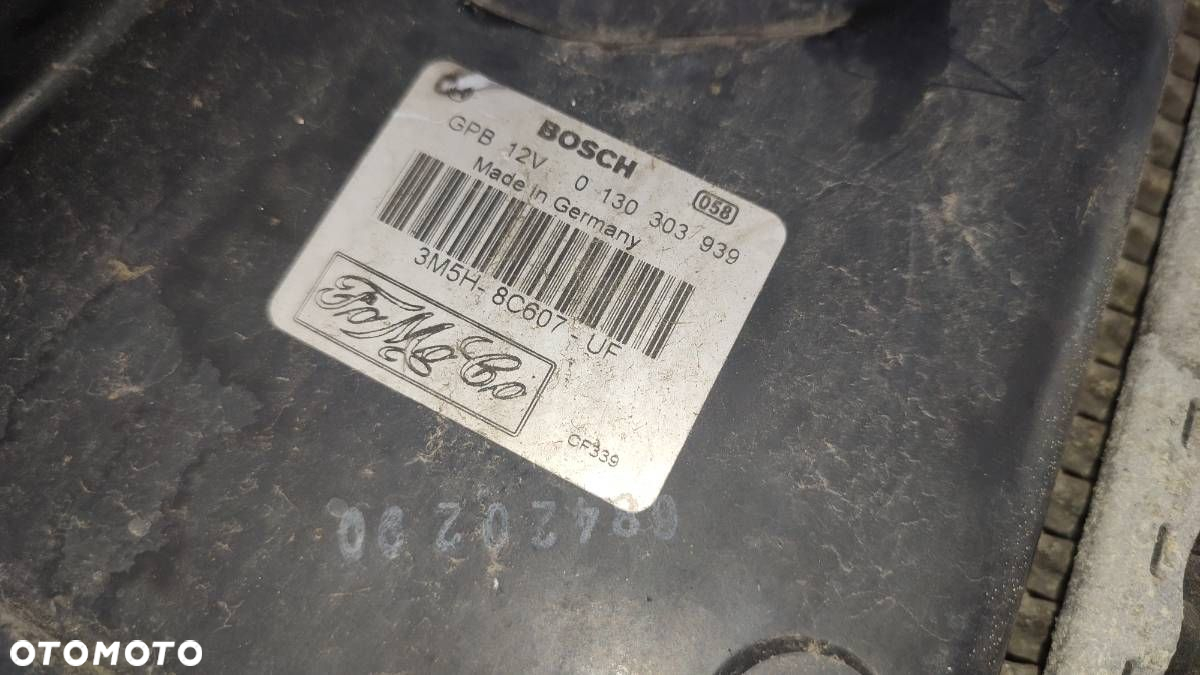 BOSCH
GPB 12V 0 130 303 939
058
Made in Germany
3M5H- 8C607 - UF
FoMoCo
CF339
OTOMOTO